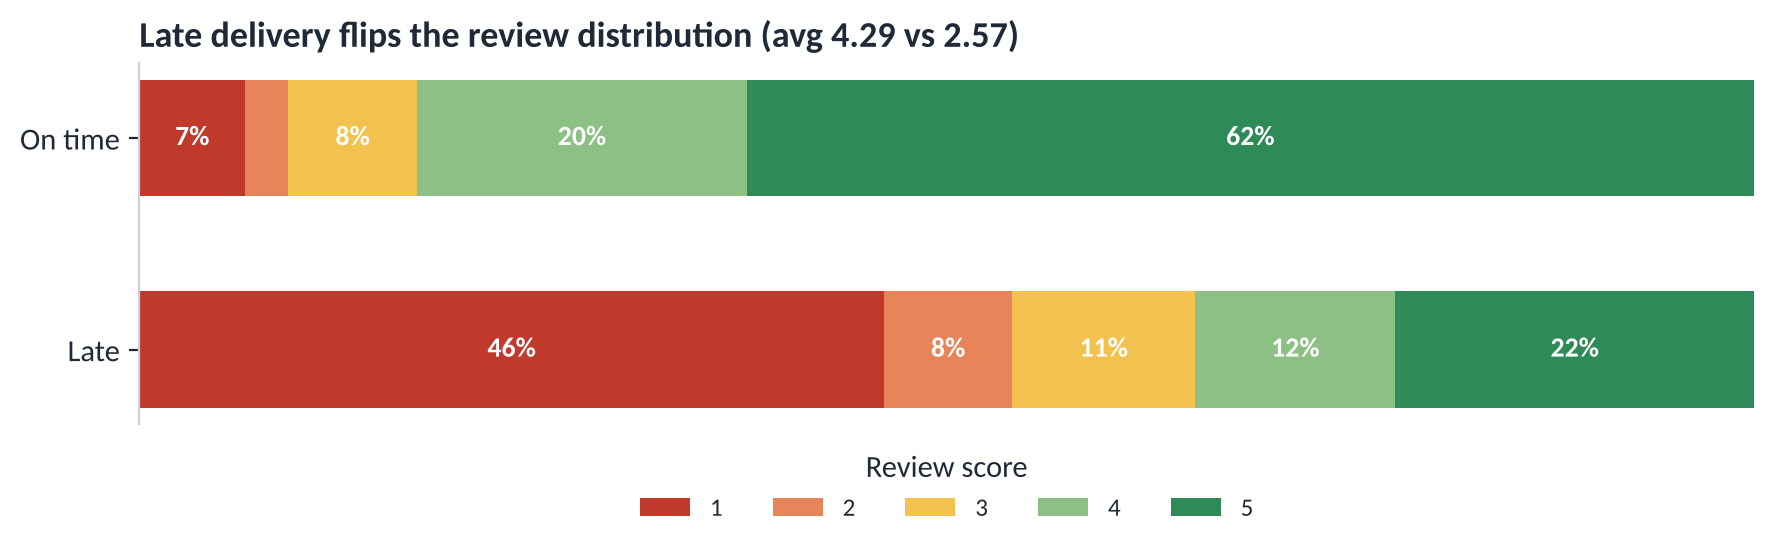 Late delivery flips the review distribution (avg 4.29 vs 2.57)
On time 7% 8% 20% 62%
Late 46% 8% 11% 12% 22%
Review score
1 2 3 4 5